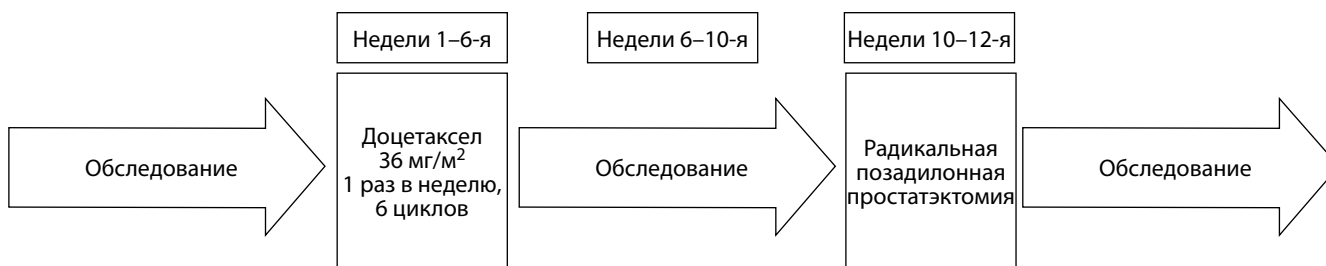 Недели 1–6-я
Недели 6–10-я
Недели 10–12-я
Обследование
Доцетаксел
36 мг/м²
1 раз в неделю,
6 циклов
Обследование
Радикальная
позадилонная
простатэктомия
Обследование